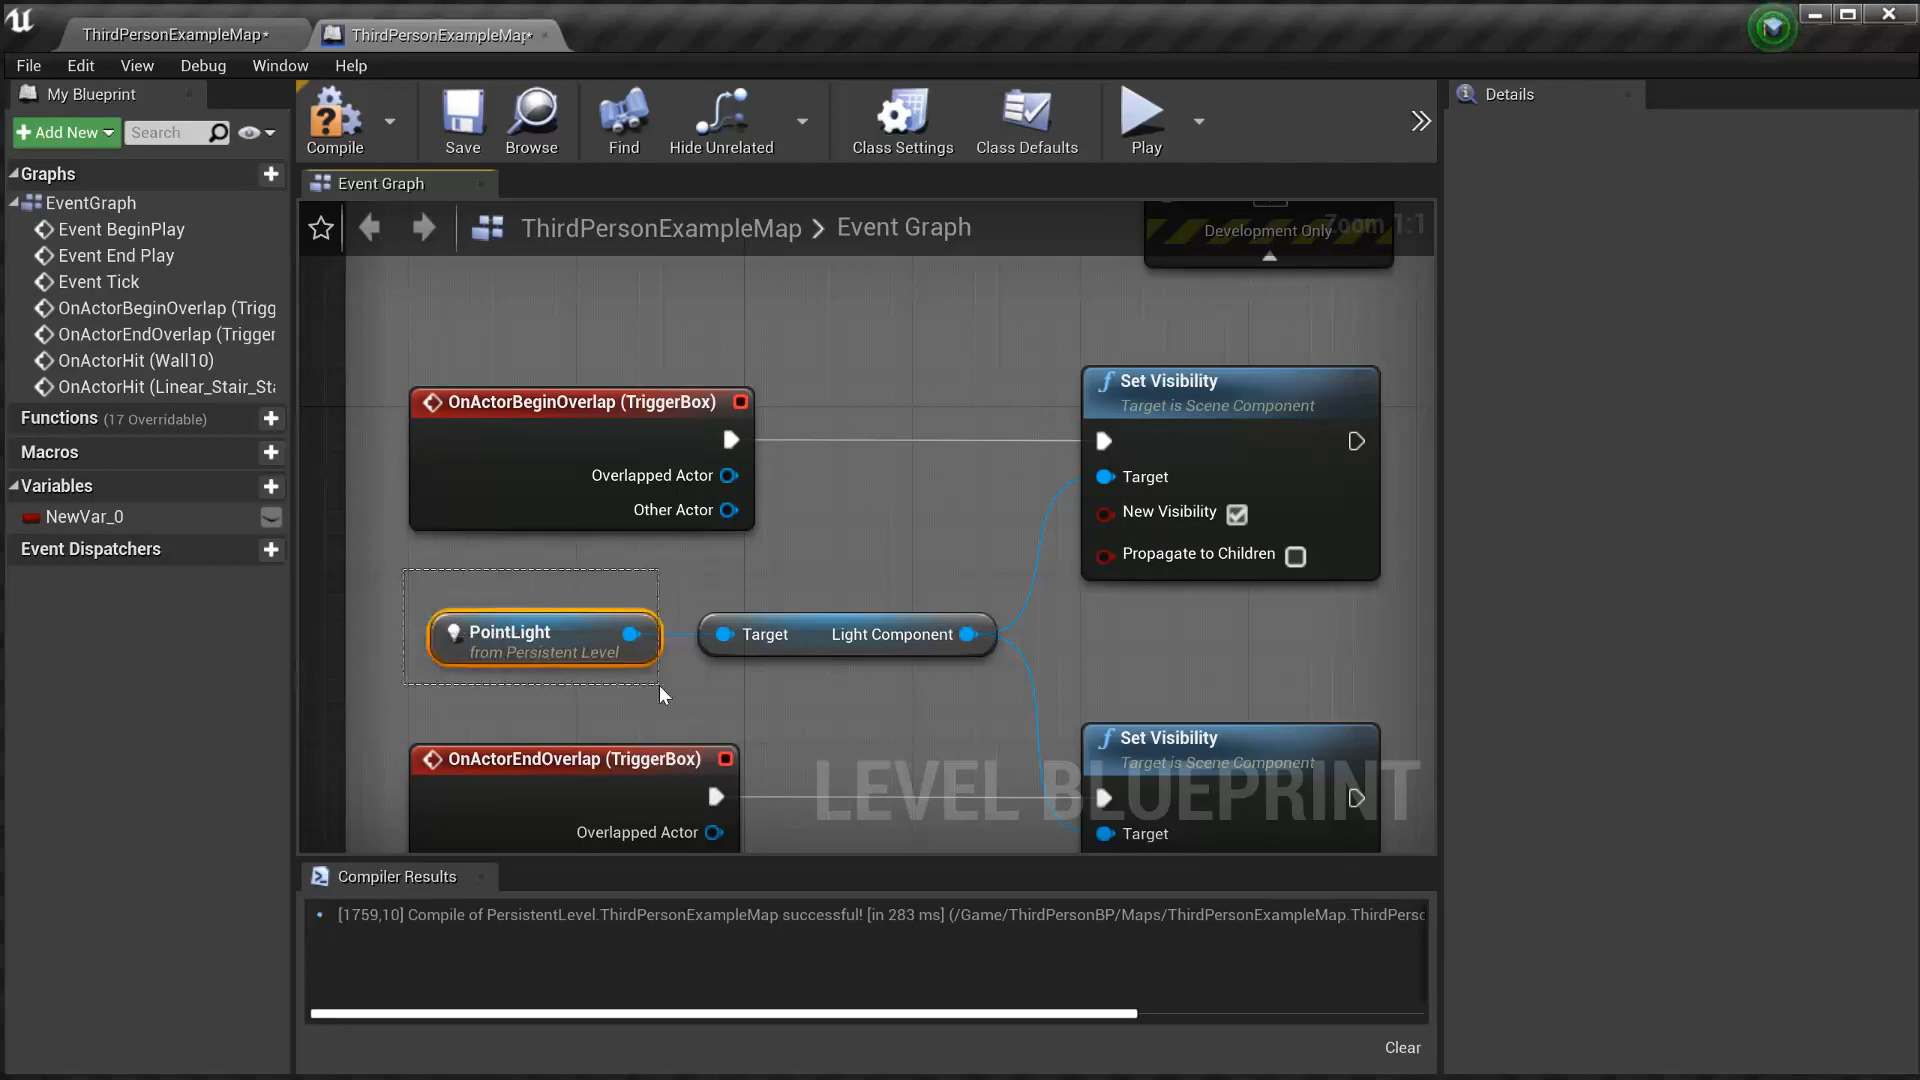 ThirdPersonExampleMap*
ThirdPersonExampleMap*
File Edit View Debug Window Help
My Blueprint
Add New
Search
Graphs
EventGraph
Event BeginPlay
Event End Play
Event Tick
OnActorBeginOverlap (Trigg
OnActorEndOverlap (Trigger
OnActorHit (Wall10)
OnActorHit (Linear_Stair_Sta
Functions (17 Overridable)
Macros
Variables
NewVar_0
Event Dispatchers
Compile
Save
Browse
Find
Hide Unrelated
Class Settings
Class Defaults
Play
Event Graph
ThirdPersonExampleMap > Event Graph
Zoom 1:1
Development Only
OnActorBeginOverlap (TriggerBox)
Overlapped Actor
Other Actor
Set Visibility
Target is Scene Component
Target
New Visibility
Propagate to Children
PointLight
from Persistent Level
Target Light Component
OnActorEndOverlap (TriggerBox)
Overlapped Actor
Set Visibility
Target is Scene Component
Target
LEVEL BLUEPRINT
Compiler Results
[1759,10] Compile of PersistentLevel.ThirdPersonExampleMap successful! [in 283 ms] (/Game/ThirdPersonBP/Maps/ThirdPersonExampleMap.ThirdPerso
Clear
Details